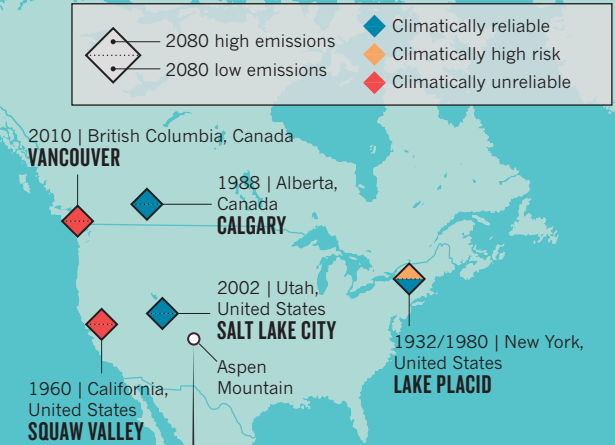 2080 high emissions
2080 low emissions
Climatically reliable
Climatically high risk
Climatically unreliable
2010 | British Columbia, Canada
VANCOUVER
1988 | Alberta,
Canada
CALGARY
2002 | Utah,
United States
SALT LAKE CITY
Aspen
Mountain
1932/1980 | New York,
United States
LAKE PLACID
1960 | California,
United States
SQUAW VALLEY